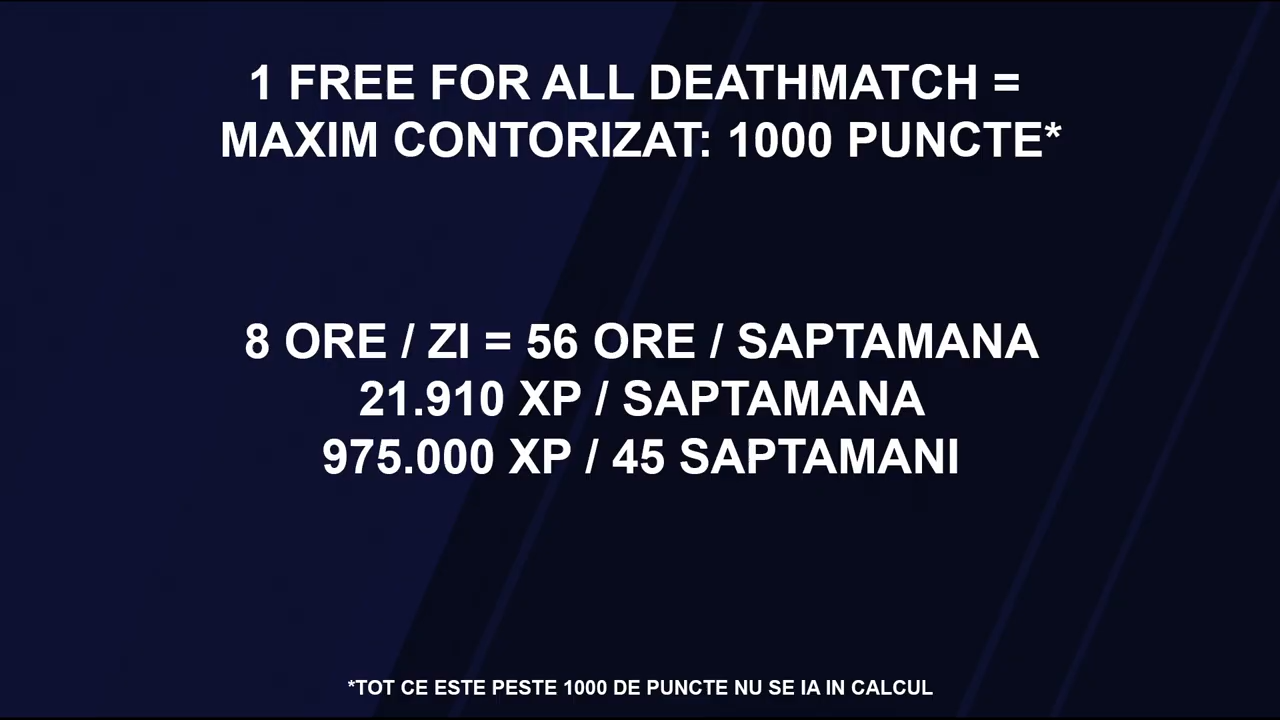 1 FREE FOR ALL DEATHMATCH =
MAXIM CONTORIZAT: 1000 PUNCTE*
8 ORE / ZI = 56 ORE / SAPTAMANA
21.910 XP / SAPTAMANA
975.000 XP / 45 SAPTAMANI
*TOT CE ESTE PESTE 1000 DE PUNCTE NU SE IA IN CALCUL